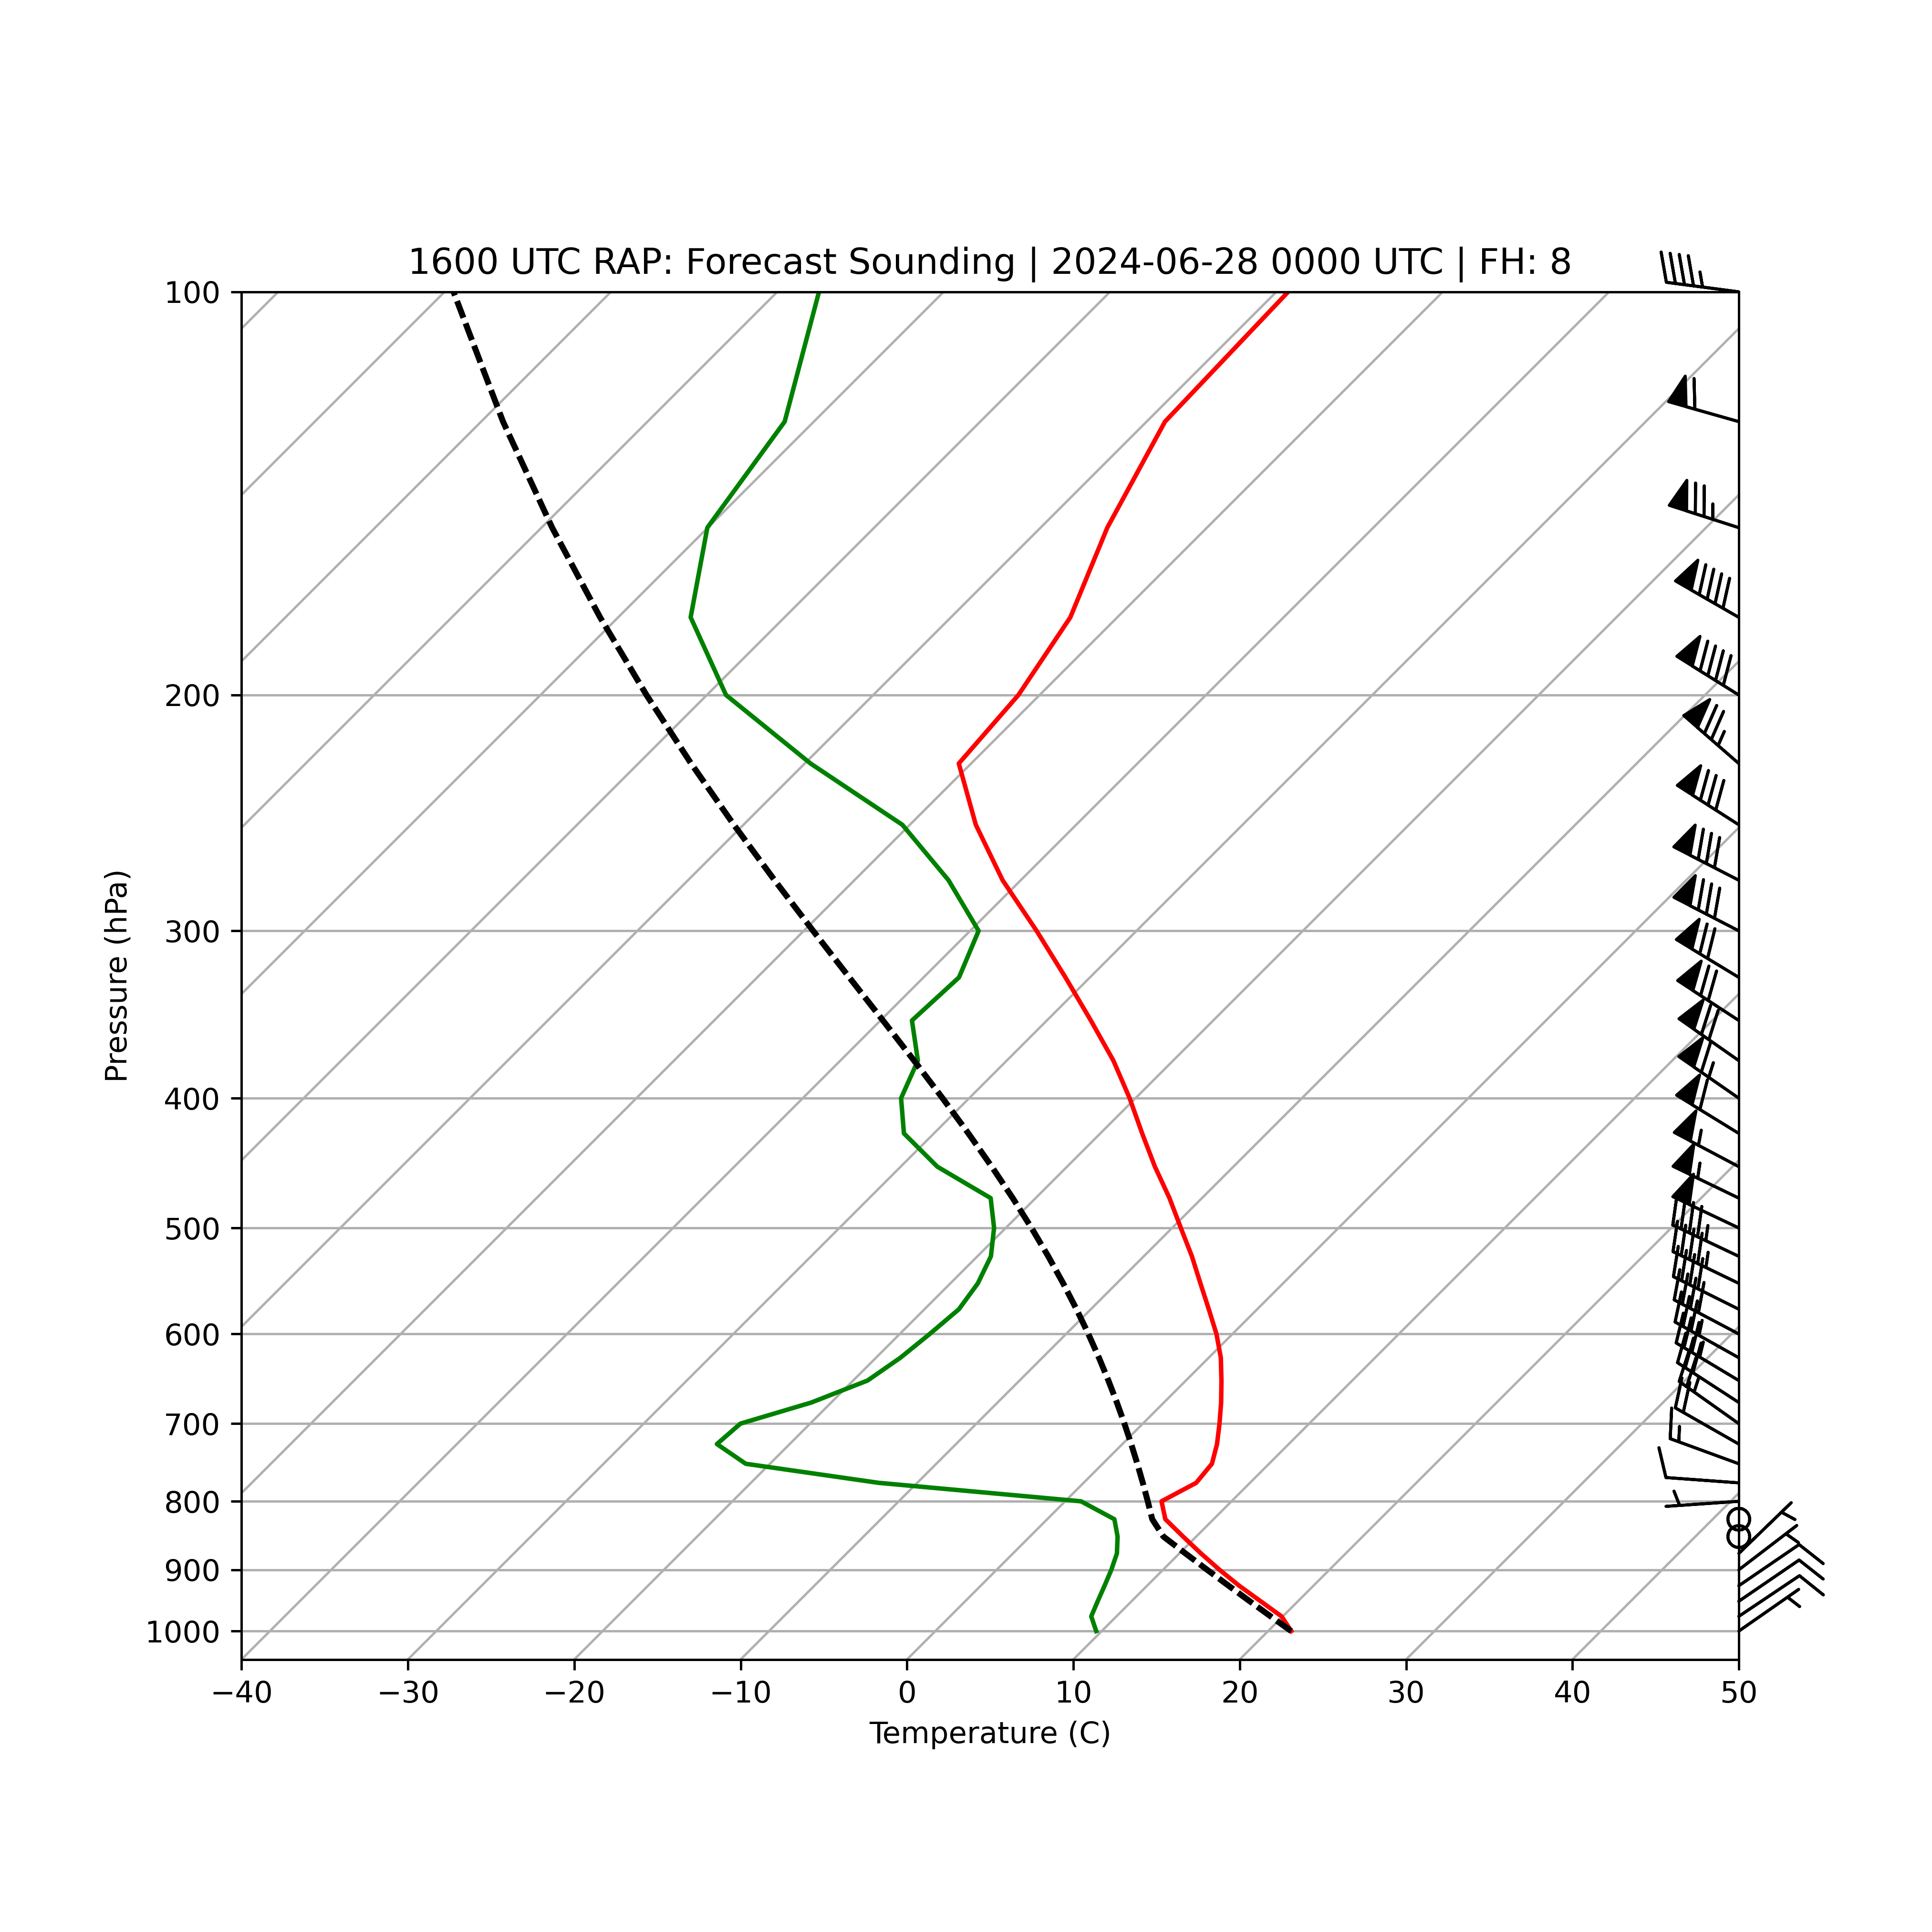 1600 UTC RAP: Forecast Sounding | 2024-06-28 0000 UTC | FH: 8
100
200
300
400
500
600
700
800
900
1000
Pressure (hPa)
−40 −30 −20 −10 0 10 20 30 40 50
Temperature (C)